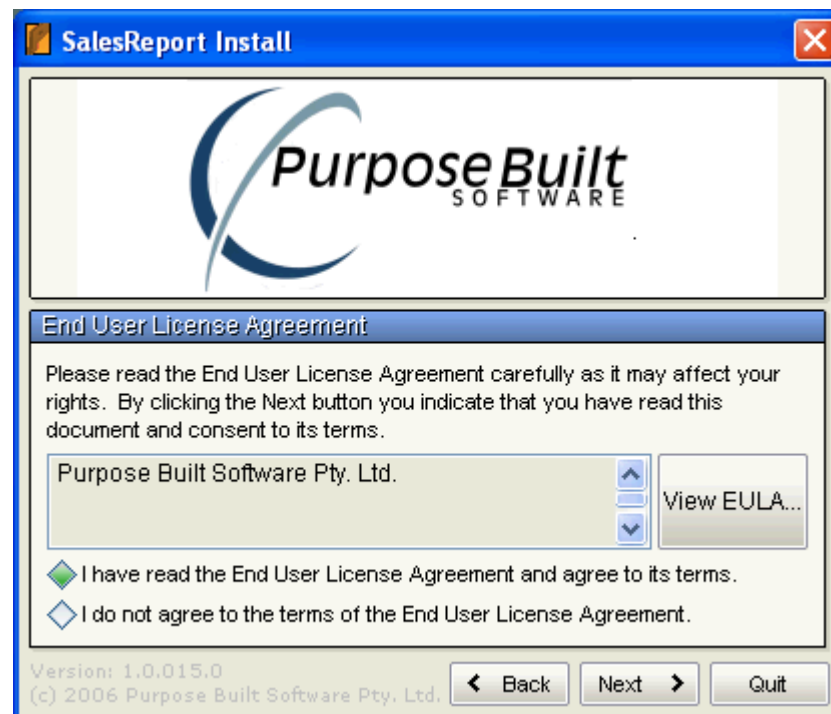 SalesReport Install
Purpose Built
SOFTWARE
End User License Agreement
Please read the End User License Agreement carefully as it may affect your
rights. By clicking the Next button you indicate that you have read this
document and consent to its terms.
Purpose Built Software Pty. Ltd.
View EULA...
I have read the End User License Agreement and agree to its terms.
I do not agree to the terms of the End User License Agreement.
Version: 1.0.015.0
(c) 2006 Purpose Built Software Pty. Ltd.
Back
Next
Quit